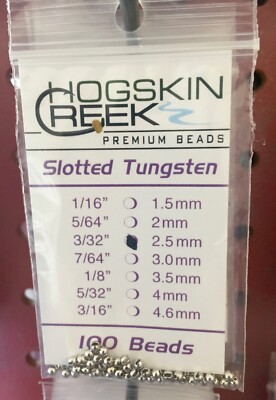 HOGSKIN
CREEK
PREMIUM BEADS
Slotted Tungsten
1/16" 1.5mm
5/64" 2mm
3/32" 2.5mm
7/64" 3.0mm
1/8" 3.5mm
5/32" 4mm
3/16" 4.6mm
100 Beads